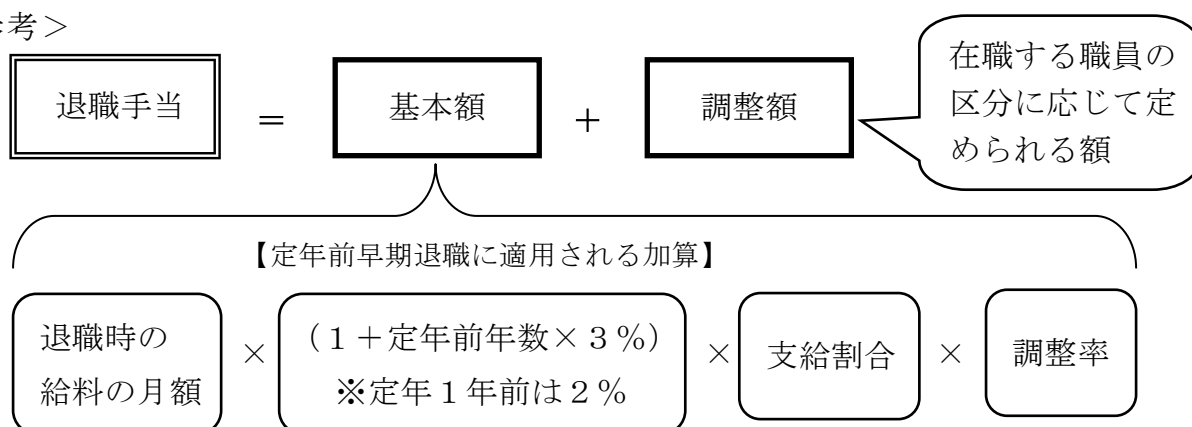 考＞
退職手当 ＝ 基本額 ＋ 調整額
在職する職員の
区分に応じて定
められる額
【定年前早期退職に適用される加算】
退職時の
給料の月額
×
（１＋定年前年数×３％）
※定年１年前は２％
×
支給割合
×
調整率